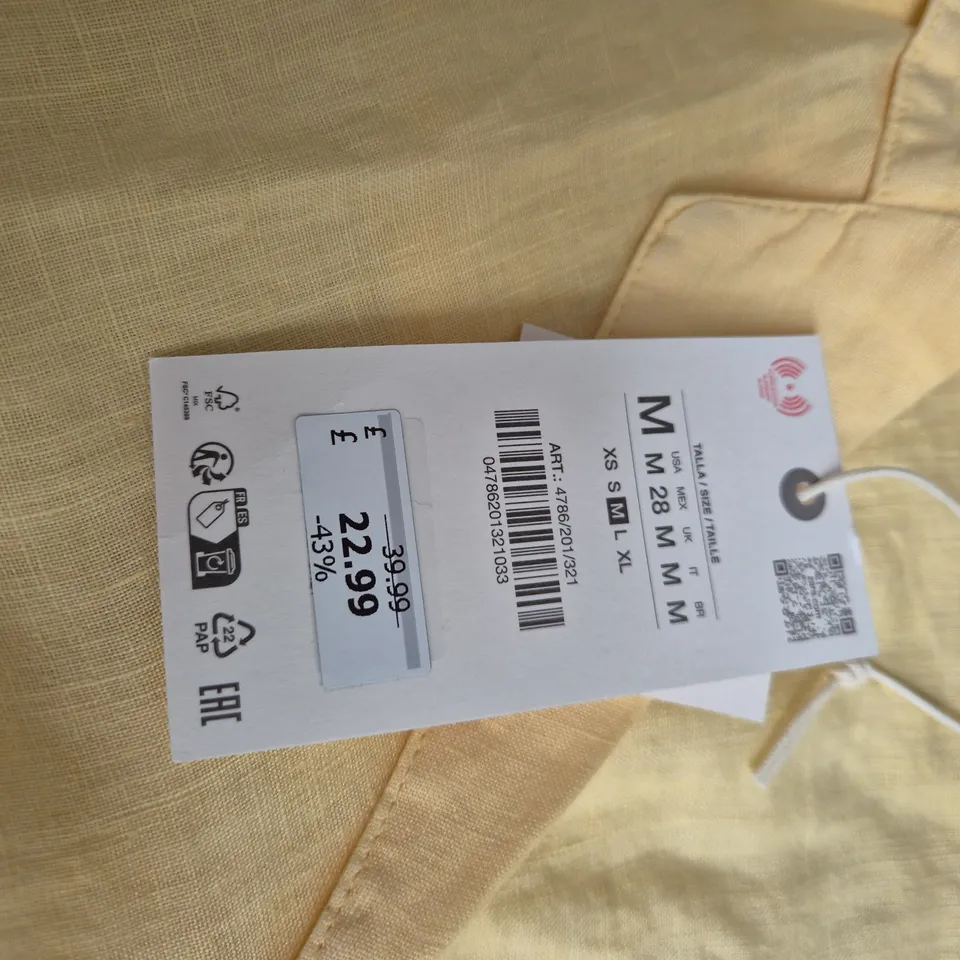 TALLA / SIZE / TAILLE
USA MEX UK IT BR
M M 28 M M M
XS S M L XL
ART.: 4786/201/321
04786201321033
£ 39.99
£ 22.99
-43%
FSC
MIX
FR ES
22
PAP
EAC